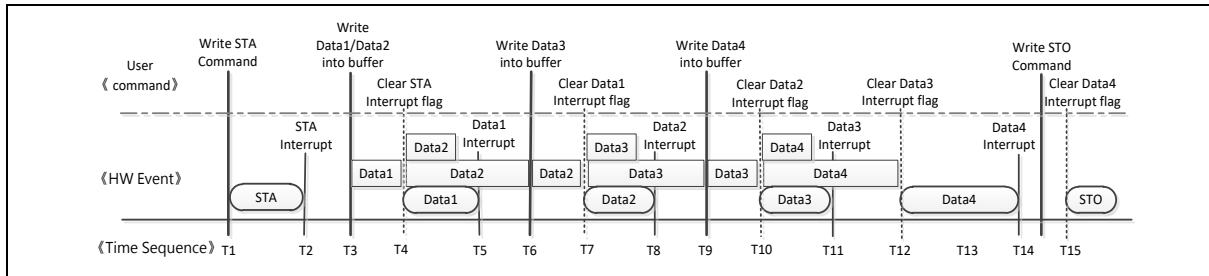 Write STA
Command
Write
Data1/Data2
into buffer
Write Data3
into buffer
Write Data4
into buffer
Write STO
Command
User
《 command》
Clear STA
Interrupt flag
Clear Data1
Interrupt flag
Clear Data2
Interrupt flag
Clear Data3
Interrupt flag
Clear Data4
Interrupt flag
STA
Interrupt
Data1
Interrupt
Data2
Interrupt
Data3
Interrupt
Data4
Interrupt
Data2
Data3
Data4
《HW Event》
Data1
Data2
Data2
Data3
Data3
Data4
STA
Data1
Data2
Data3
Data4
STO
《Time Sequence》 T1 T2 T3 T4 T5 T6 T7 T8 T9 T10 T11 T12 T13 T14 T15